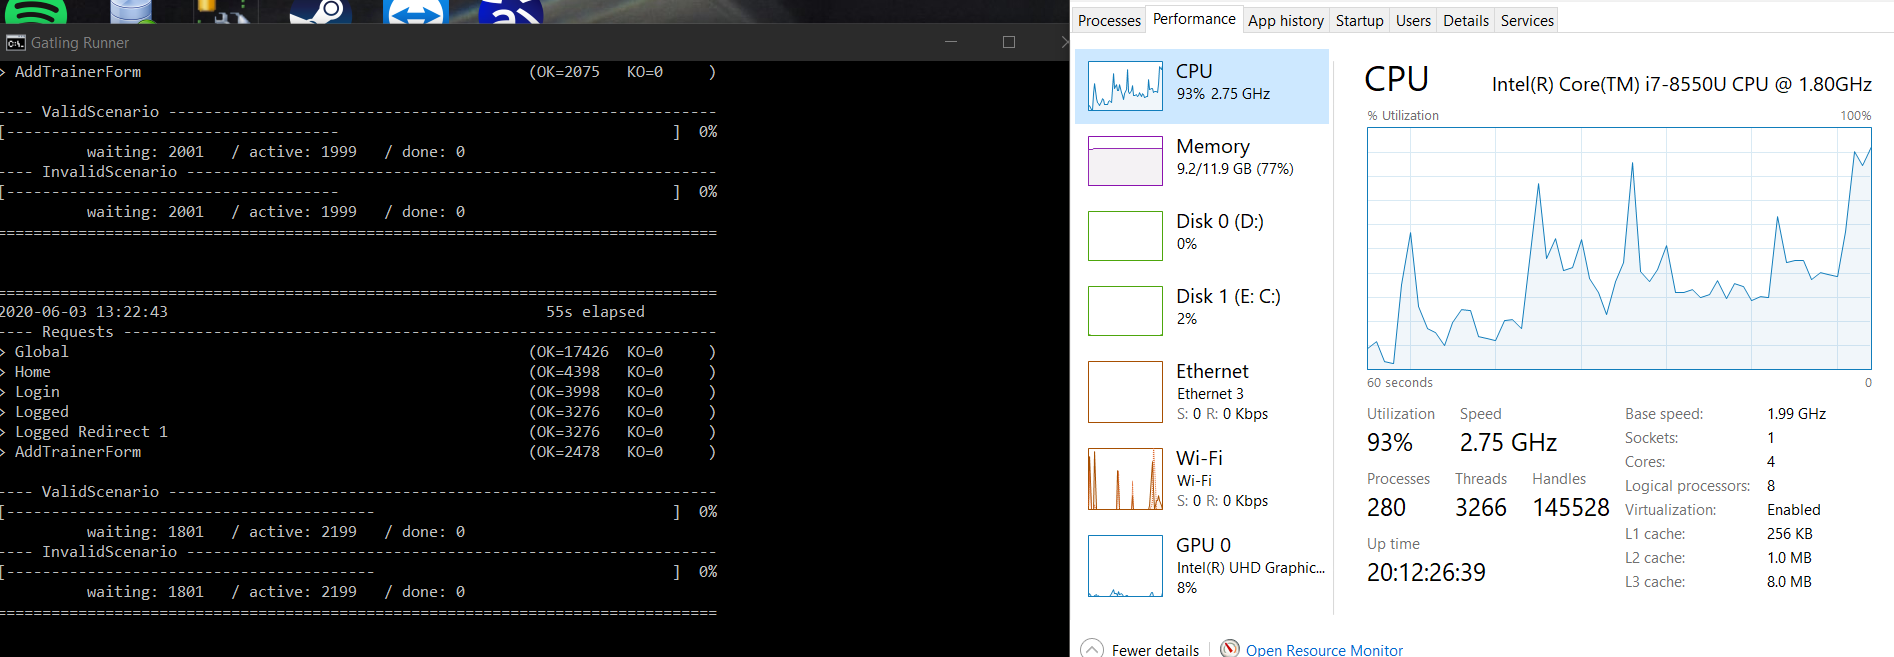 Gatling Runner
> AddTrainerForm (OK=2075 KO=0 )
---- ValidScenario --------------------------------------------------------------
[------------------------------------- ] 0%
waiting: 2001 / active: 1999 / done: 0
---- InvalidScenario ------------------------------------------------------------
[------------------------------------- ] 0%
waiting: 2001 / active: 1999 / done: 0
================================================================================
================================================================================
2020-06-03 13:22:43 55s elapsed
---- Requests ------------------------------------------------------------------
> Global (OK=17426 KO=0 )
> Home (OK=4398 KO=0 )
> Login (OK=3998 KO=0 )
> Logged (OK=3276 KO=0 )
> Logged Redirect 1 (OK=3276 KO=0 )
> AddTrainerForm (OK=2478 KO=0 )
---- ValidScenario --------------------------------------------------------------
[----------------------------------------- ] 0%
waiting: 1801 / active: 2199 / done: 0
---- InvalidScenario ------------------------------------------------------------
[----------------------------------------- ] 0%
waiting: 1801 / active: 2199 / done: 0
================================================================================
Processes Performance App history Startup Users Details Services
CPU
93% 2.75 GHz
Memory
9.2/11.9 GB (77%)
Disk 0 (D:)
0%
Disk 1 (E: C:)
2%
Ethernet
Ethernet 3
S: 0 R: 0 Kbps
Wi-Fi
Wi-Fi
S: 0 R: 0 Kbps
GPU 0
Intel(R) UHD Graphic...
8%
CPU Intel(R) Core(TM) i7-8550U CPU @ 1.80GHz
% Utilization 100%
60 seconds 0
Utilization Speed
93% 2.75 GHz
Processes Threads Handles
280 3266 145528
Up time
20:12:26:39
Base speed: 1.99 GHz
Sockets: 1
Cores: 4
Logical processors: 8
Virtualization: Enabled
L1 cache: 256 KB
L2 cache: 1.0 MB
L3 cache: 8.0 MB
Fewer details Open Resource Monitor